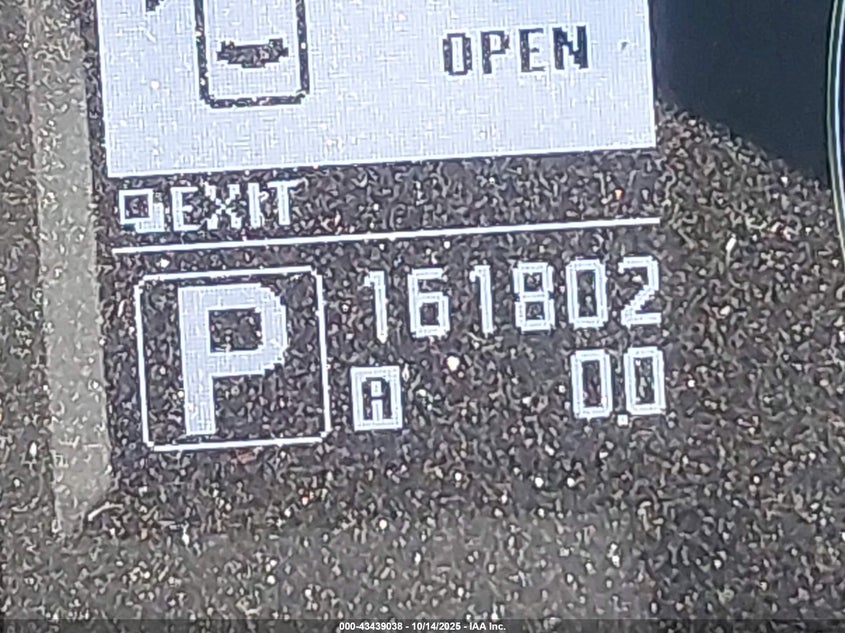 OPEN
EXIT
P 161802
A 0.0
000-43439038 - 10/14/2025 - IAA Inc.